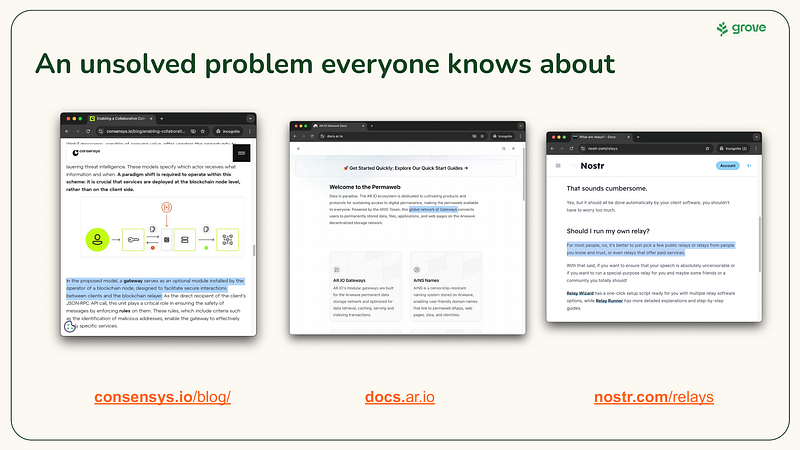 grove
An unsolved problem everyone knows about
Enabling a Collaborative C
consensys.io/blog/enabling-collaborati...
Incognito
consensys
layering threat intelligence. These models specify which actor receives what
information and when. A paradigm shift is required to operate within this
scheme: it is crucial that services are deployed at the blockchain node level,
rather than on the client side.
In the proposed model, a gateway serves as an optional module installed by the
operator of a blockchain node, designed to facilitate secure interactions
between clients and the blockchain relayer. As the direct recipient of the client's
JSON-RPC API call, this unit plays a critical role in ensuring the safety of
messages by enforcing rules on them. These rules, which include criteria such
as the identification of malicious addresses, enable the gateway to effectively
specific services.
AR.IO Network Docs
docs.ar.io
Incognito
🚀 Get Started Quickly: Explore Our Quick Start Guides →
Welcome to the Permaweb
Data in paradise. The AR.IO ecosystem is dedicated to cultivating products and
protocols for sustaining access to digital permanence, making the permaweb available
to everyone. Powered by the ARIO Token, this global network of Gateways connects
users to permanently stored data, files, applications, and web pages on the Arweave
decentralized storage network.
AR.IO Gateways
AR.IO's modular gateways are built
for the Arweave permanent data
storage network and optimized for
data retrieval, caching, serving and
indexing transactions.
ArNS Names
ArNS is a censorship-resistant
naming system stored on Arweave,
enabling user-friendly domain names
that link to permaweb dApps, web
pages, data, and identities.
What are relays? - Docs
nostr.com/relays
Incognito (2)
Nostr
Account
That sounds cumbersome.
Yes, but it should all be done automatically by your client software, you shouldn't
have to worry too much.
Should I run my own relay?
For most people, no, it's better to just pick a few public relays or relays from people
you know and trust, or even relays that offer paid services.
With that said, if you want to ensure that your speech is absolutely uncensorable or
if you want to run a special-purpose relay for you and maybe some friends or a
community you totally should!
Relay Wizard has a one-click setup script ready for you with multiple relay software
options, while Relay Runner has more detailed explanations and step-by-step
guides.
consensys.io/blog/
docs.ar.io
nostr.com/relays